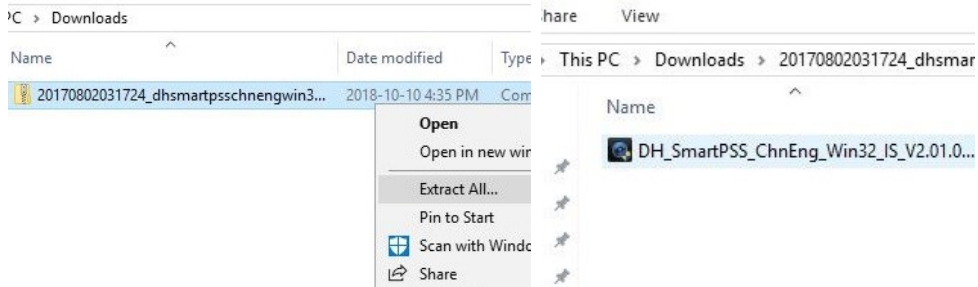 PC > Downloads
Name
Date modified
Type
20170802031724_dhsmartpsschnengwin3...
2018-10-10 4:35 PM
Com
Open
Open in new win
Extract All...
Pin to Start
Scan with Windo
Share
hare
View
This PC > Downloads > 20170802031724_dhsmar
Name
DH_SmartPSS_ChnEng_Win32_IS_V2.01.0...